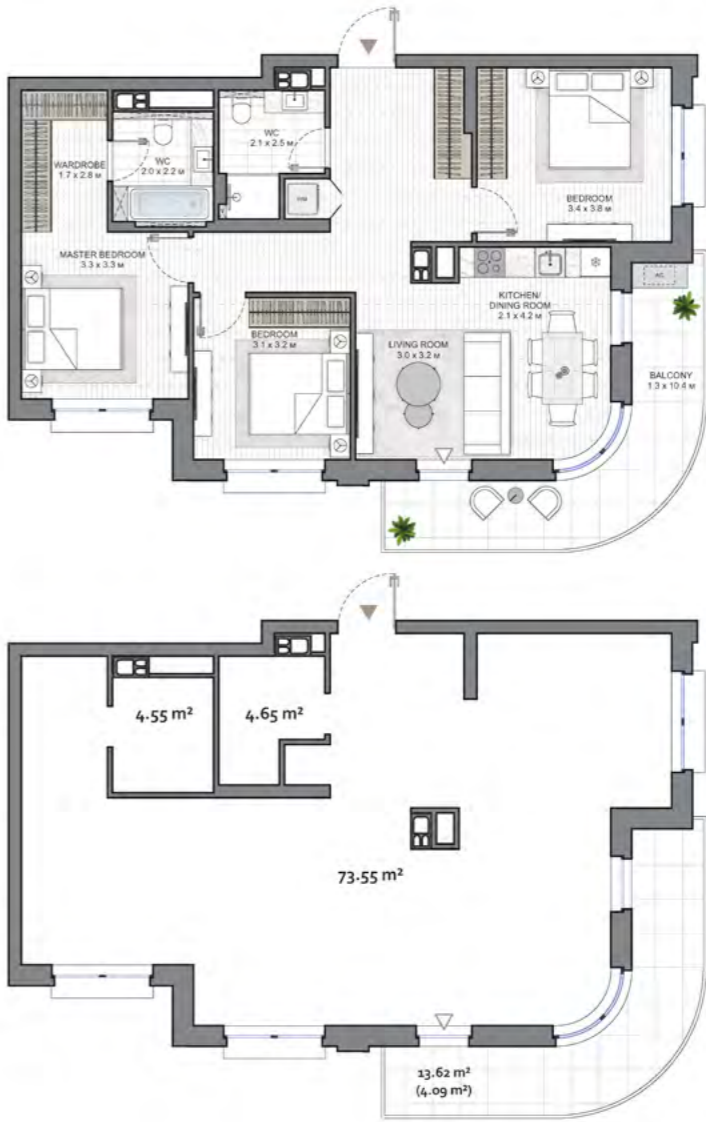 WC
2.1 x 2.5 м
WARDROBE
1.7 x 2.8 м
WC
2.0 x 2.2 м
BEDROOM
3.4 x 3.8 м
MASTER BEDROOM
3.3 x 3.3 м
AC
KITCHEN/
DINING ROOM
2.1 x 4.2 м
BEDROOM
3.1 x 3.2 м
LIVING ROOM
3.0 x 3.2 м
BALCONY
1.3 x 10.4 м
4.55 m²
4.65 m²
73.55 m²
13.62 m²
(4.09 m²)